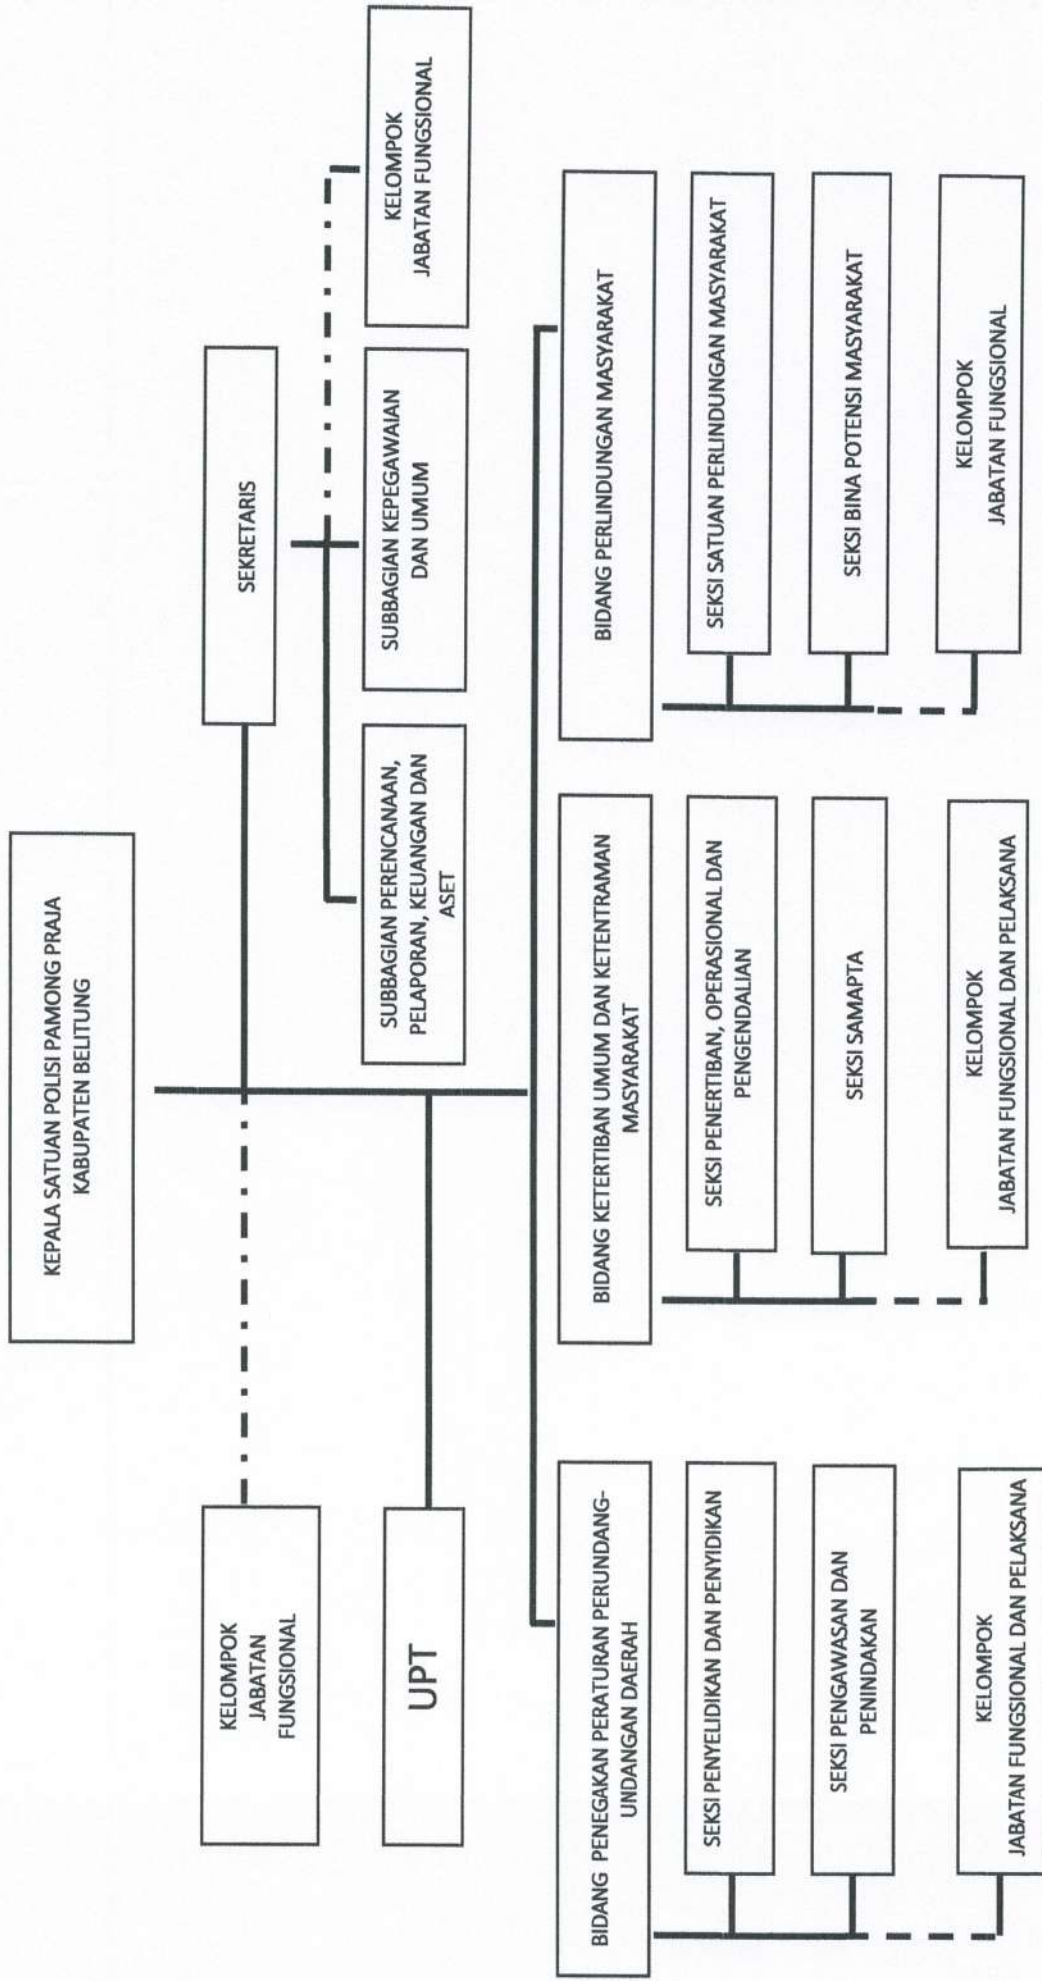 KEPALA SATUAN POLISI PAMONG PRAJA
KABUPATEN BELITUNG
KELOMPOK
JABATAN
FUNGSIONAL
SEKRETARIS
UPT
SUBBAGIAN PERENCANAAN,
PELAPORAN, KEUANGAN DAN
ASET
SUBBAGIAN KEPEGAWAIAN
DAN UMUM
KELOMPOK
JABATAN FUNGSIONAL
BIDANG PENEGAKAN PERATURAN PERUNDANG-
UNDANGAN DAERAH
SEKSI PENYELIDIKAN DAN PENYIDIKAN
SEKSI PENGAWASAN DAN
PENINDAKAN
KELOMPOK
JABATAN FUNGSIONAL DAN PELAKSANA
BIDANG KETERTIBAN UMUM DAN KETENTRAMAN
MASYARAKAT
SEKSI PENERTIBAN, OPERASIONAL DAN
PENGENDALIAN
SEKSI SAMAPTA
KELOMPOK
JABATAN FUNGSIONAL DAN PELAKSANA
BIDANG PERLINDUNGAN MASYARAKAT
SEKSI SATUAN PERLINDUNGAN MASYARAKAT
SEKSI BINA POTENSI MASYARAKAT
KELOMPOK
JABATAN FUNGSIONAL